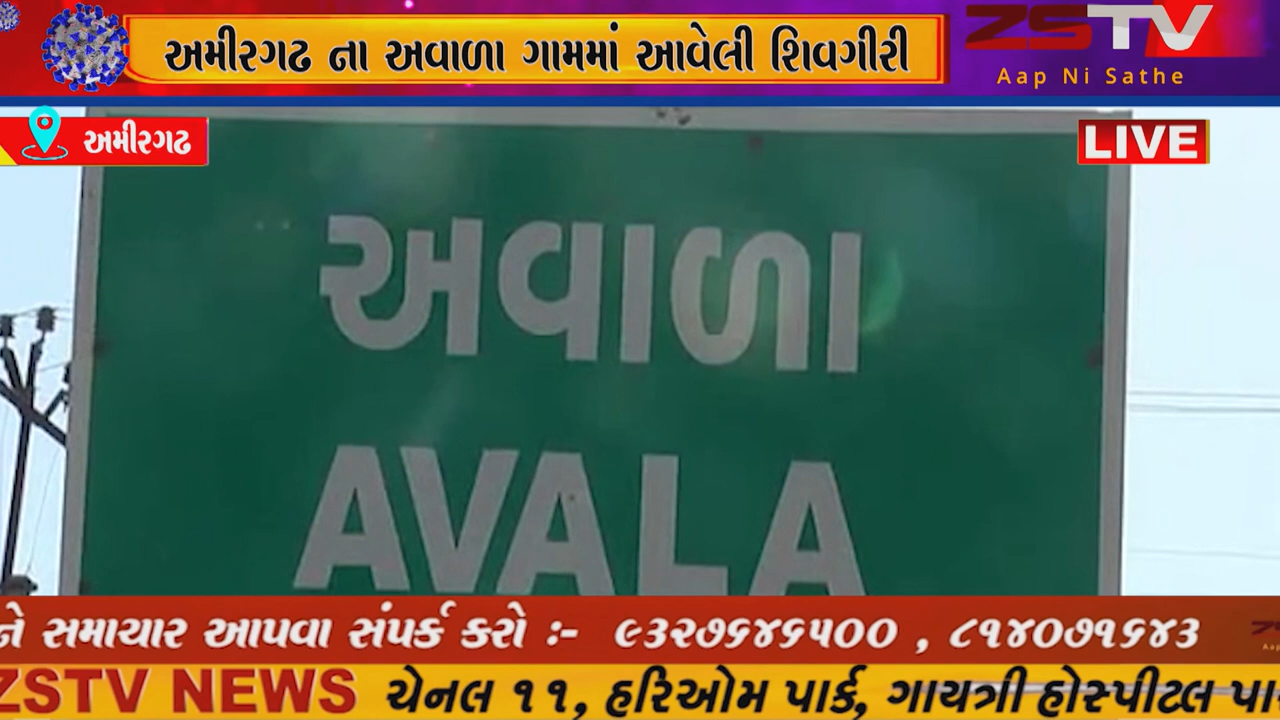 અમીરગઢ ના અવાળા ગામમાં આવેલી શિવગીરી
ZSTV
Aap Ni Sathe
અમીરગઢ
LIVE
અવાળા
AVALA
ને સમાચાર આપવા સંપર્ક કરો :- ૯૩૨૭૬૪૬૫૦૦ , ૮૧૪૦૭૧૬૪૩
ZSTV NEWS ચેનલ ૧૧, હરિઓમ પાર્ક, ગાયત્રી હોસ્પીટલ પા